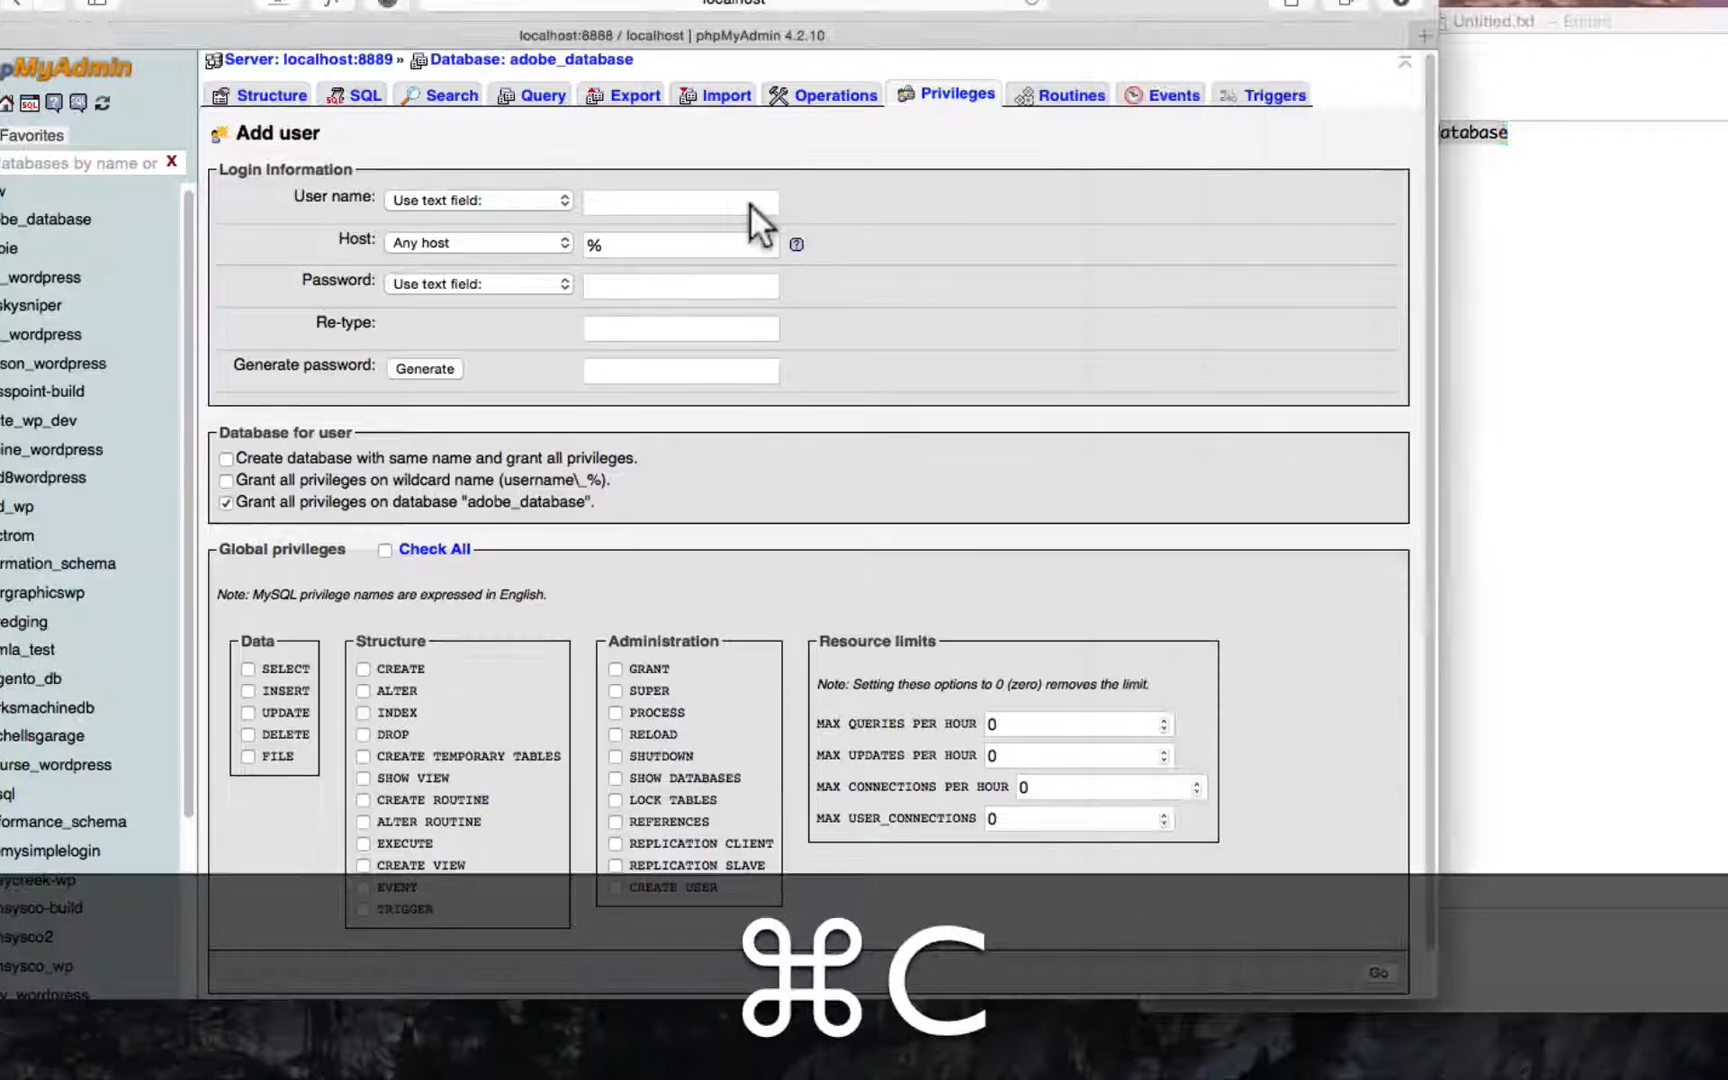 localhost
Untitled.txt — Edited
localhost:8888 / localhost | phpMyAdmin 4.2.10
pMyAdmin
Server: localhost:8889 » Database: adobe_database
Structure SQL Search Query Export Import Operations Privileges Routines Events Triggers
Favorites
atabases by name or X
be_database
_wordpress
skysniper
_wordpress
son_wordpress
sspoint-build
te_wp_dev
ine_wordpress
d8wordpress
d_wp
ctrom
rmation_schema
rgraphicswp
edging
mla_test
gento_db
rksmachinedb
chellsgarage
urse_wordpress
sql
formance_schema
mysimplelogin
eycreek-wp
nsysco-build
nsysco2
nsysco_wp
y_wordpress
atabase
Add user
Login Information
User name: Use text field:
Host: Any host %
Password: Use text field:
Re-type:
Generate password: Generate
Database for user
Create database with same name and grant all privileges.
Grant all privileges on wildcard name (username\_%).
Grant all privileges on database "adobe_database".
Global privileges Check All
Note: MySQL privilege names are expressed in English.
Data
SELECT
INSERT
UPDATE
DELETE
FILE
Structure
CREATE
ALTER
INDEX
DROP
CREATE TEMPORARY TABLES
SHOW VIEW
CREATE ROUTINE
ALTER ROUTINE
EXECUTE
CREATE VIEW
EVENT
TRIGGER
Administration
GRANT
SUPER
PROCESS
RELOAD
SHUTDOWN
SHOW DATABASES
LOCK TABLES
REFERENCES
REPLICATION CLIENT
REPLICATION SLAVE
CREATE USER
Resource limits
Note: Setting these options to 0 (zero) removes the limit.
MAX QUERIES PER HOUR 0
MAX UPDATES PER HOUR 0
MAX CONNECTIONS PER HOUR 0
MAX USER_CONNECTIONS 0
Go
⌘C